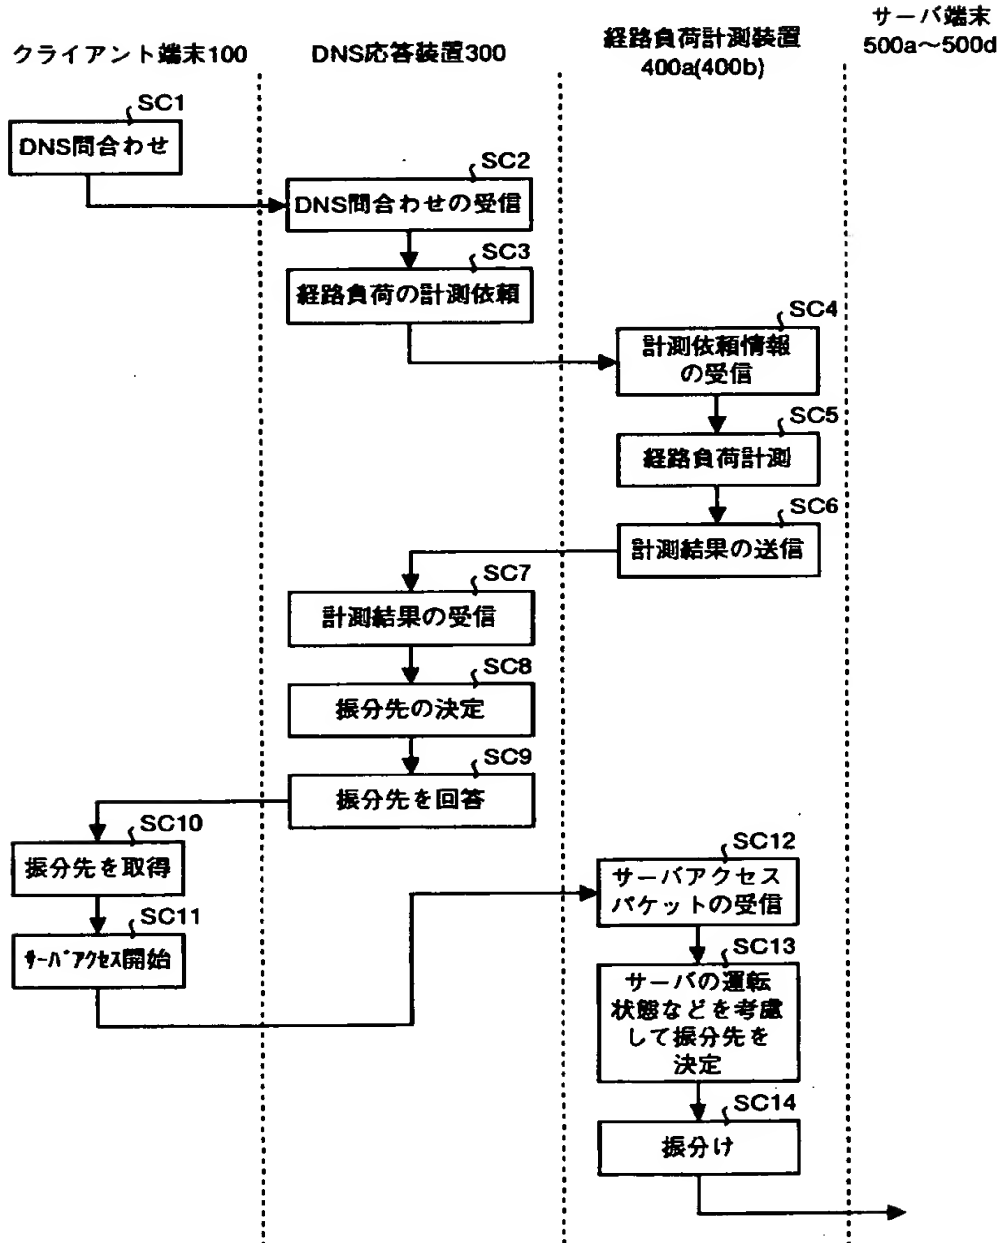 クライアント端末100
DNS応答装置300
経路負荷計測装置
400a(400b)
サーバ端末
500a～500d
SC1
DNS問合わせ
SC2
DNS問合わせの受信
SC3
経路負荷の計測依頼
SC4
計測依頼情報
の受信
SC5
経路負荷計測
SC6
計測結果の送信
SC7
計測結果の受信
SC8
振分先の決定
SC9
振分先を回答
SC10
振分先を取得
SC11
ｻｰﾊﾞｱｸｾｽ開始
SC12
サーバアクセス
パケットの受信
SC13
サーバの運転
状態などを考慮
して振分先を
決定
SC14
振分け